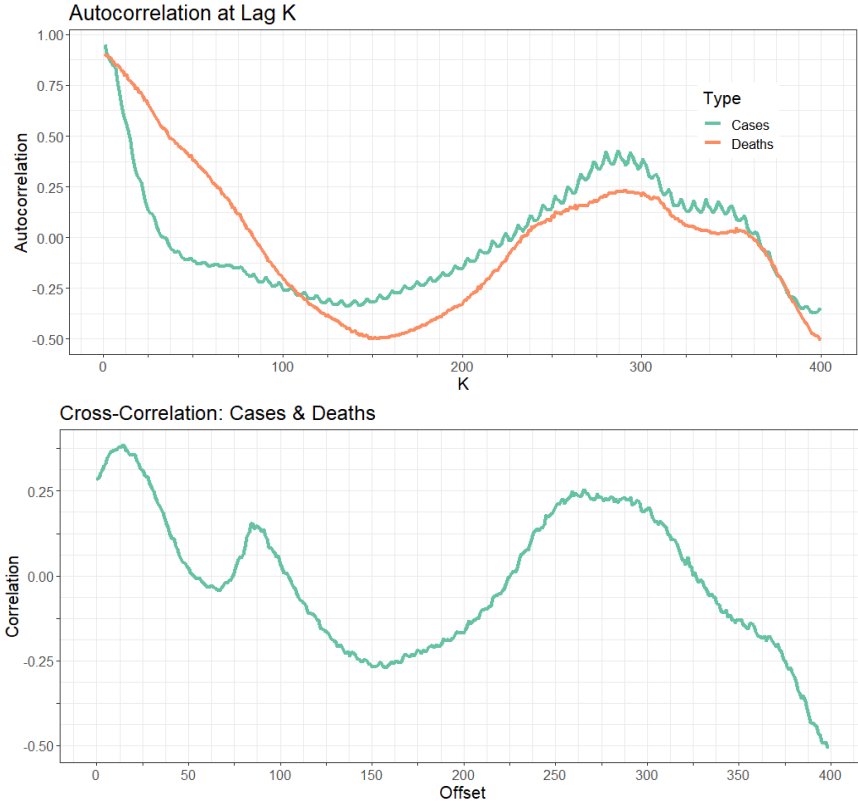 Autocorrelation at Lag K
1.00
0.75
0.50
0.25
0.00
-0.25
-0.50
Autocorrelation
Type
Cases
Deaths
0 100 200 300 400
K
Cross-Correlation: Cases & Deaths
0.25
0.00
-0.25
-0.50
Correlation
0 50 100 150 200 250 300 350 400
Offset